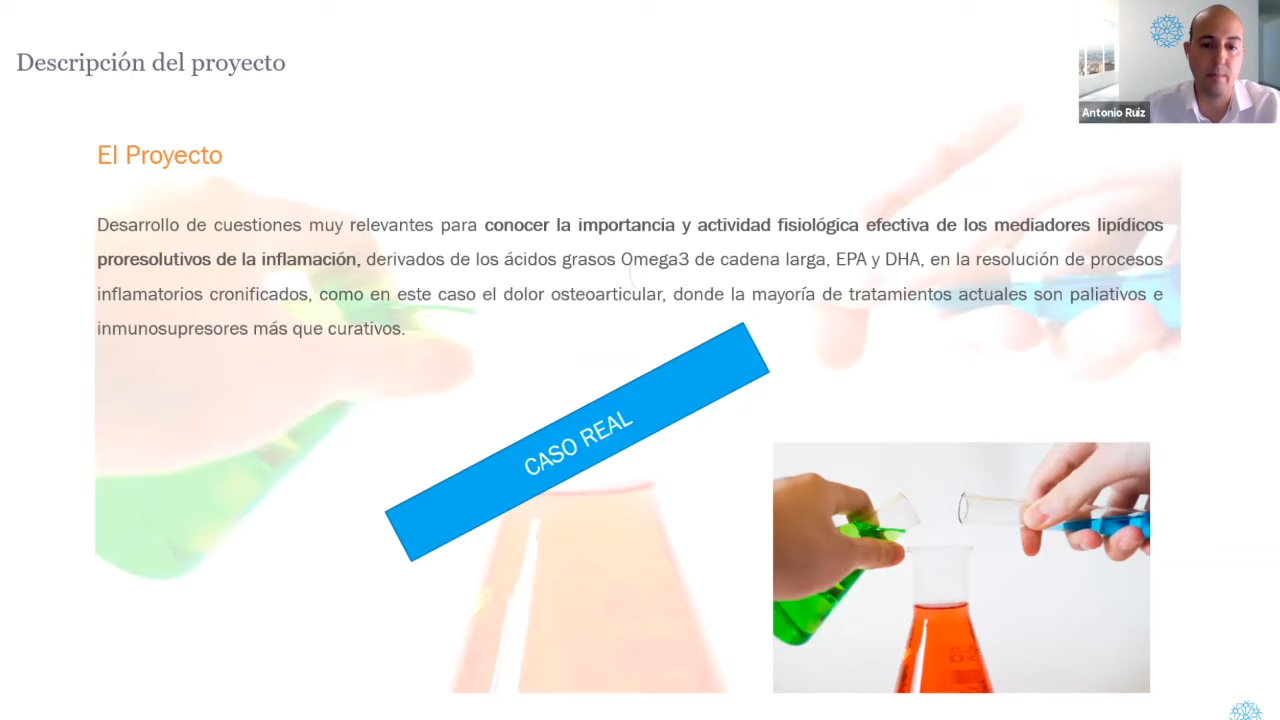 Descripción del proyecto
Antonio Ruiz
El Proyecto
Desarrollo de cuestiones muy relevantes para conocer la importancia y actividad fisiológica efectiva de los mediadores lipídicos
proresolutivos de la inflamación, derivados de los ácidos grasos Omega3 de cadena larga, EPA y DHA, en la resolución de procesos
inflamatorios cronificados, como en este caso el dolor osteoarticular, donde la mayoría de tratamientos actuales son paliativos e
inmunosupresores más que curativos.
CASO REAL